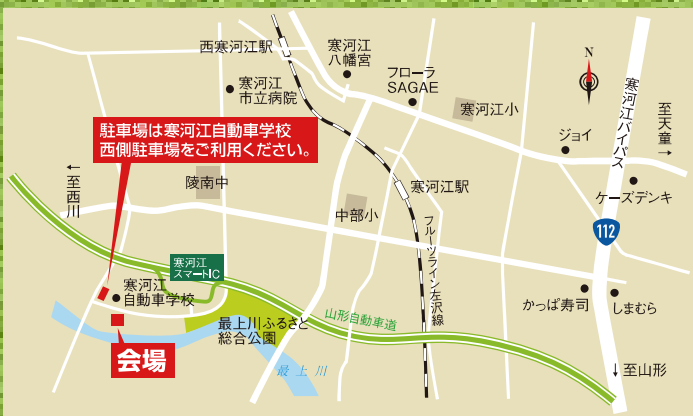 西寒河江駅
寒河江
八幡宮
フローラ
SAGAE
N
寒河江
市立病院
寒河江小
寒河江バイパス
至天童
→
ジョイ
駐車場は寒河江自動車学校
西側駐車場をご利用ください。
←
至西川
陵南中
寒河江駅
ケーズデンキ
中部小
フルーツライン左沢線
112
寒河江
スマートIC
寒河江
自動車学校
かっぱ寿司
しまむら
最上川ふるさと
総合公園
山形自動車道
会場
最上川
↓至山形